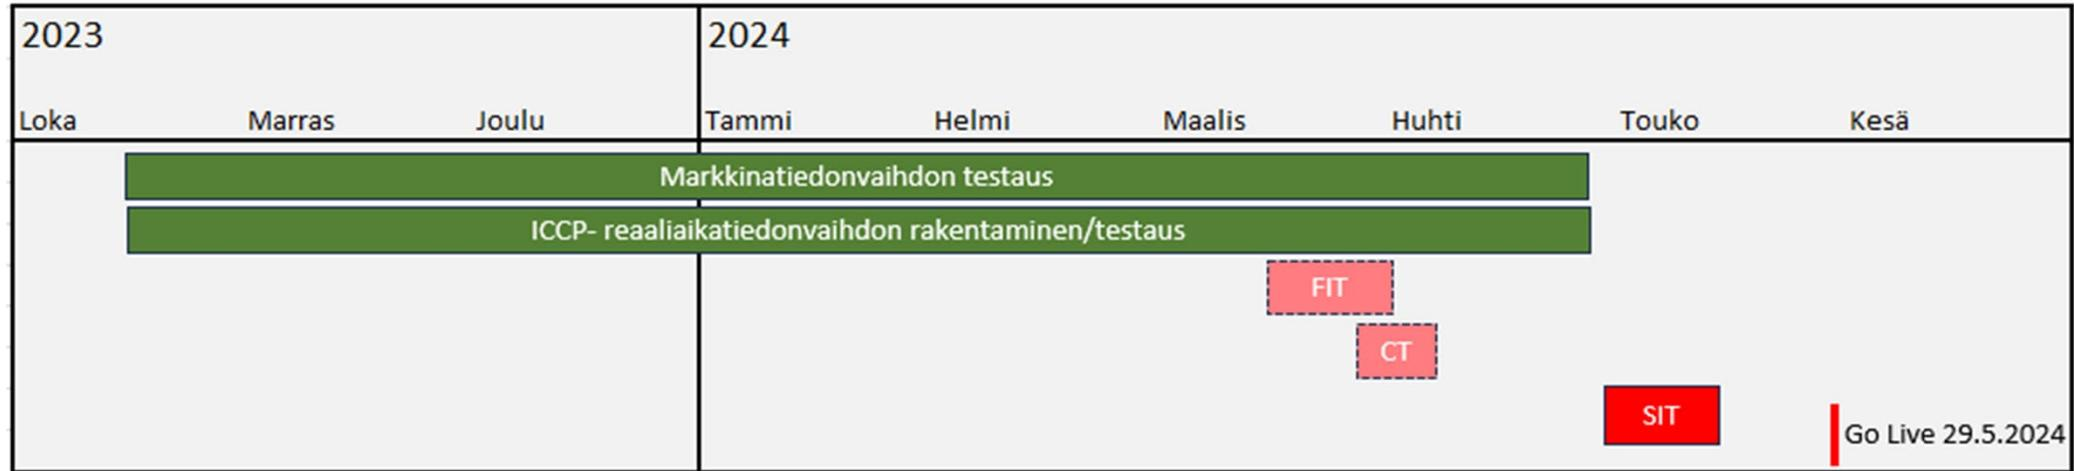 2023 2024
Loka Marras Joulu Tammi Helmi Maalis Huhti Touko Kesä
Markkinatiedonvaihdon testaus
ICCP- reaaliaikatiedonvaihdon rakentaminen/testaus
FIT
CT
SIT
Go Live 29.5.2024